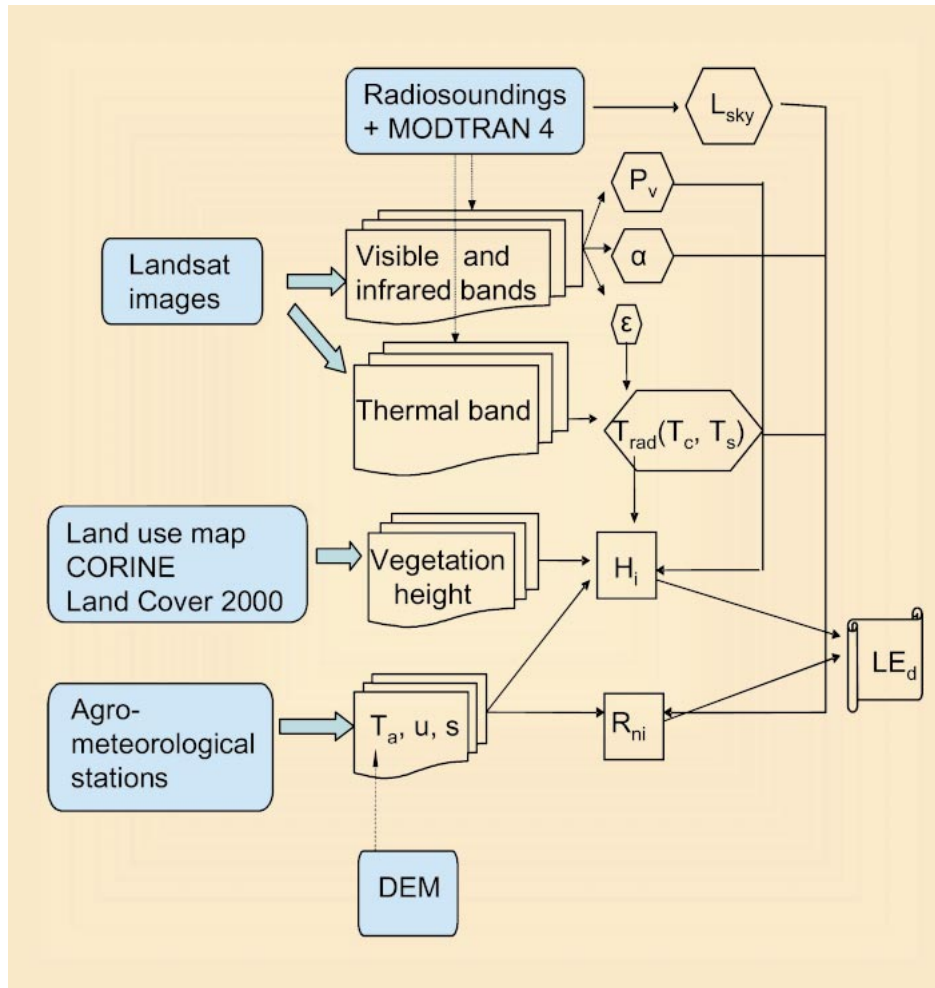 Radiosoundings
+ MODTRAN 4
L_sky
P_v
Landsat
images
Visible and
infrared bands
α
ε
Thermal band
T_rad(T_c, T_s)
Land use map
CORINE
Land Cover 2000
Vegetation
height
H_i
LE_d
Agro-
meteorological
stations
T_a, u, s
R_ni
DEM